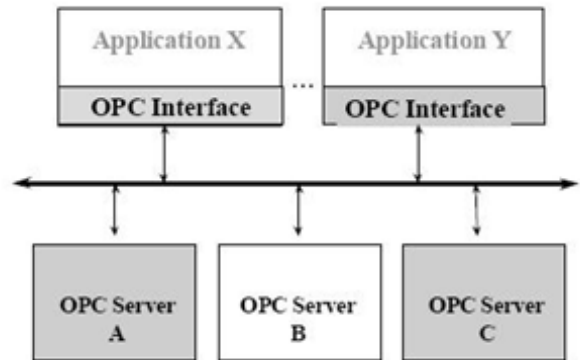 Application X
Application Y
...
OPC Interface
OPC Interface
OPC Server
A
OPC Server
B
OPC Server
C